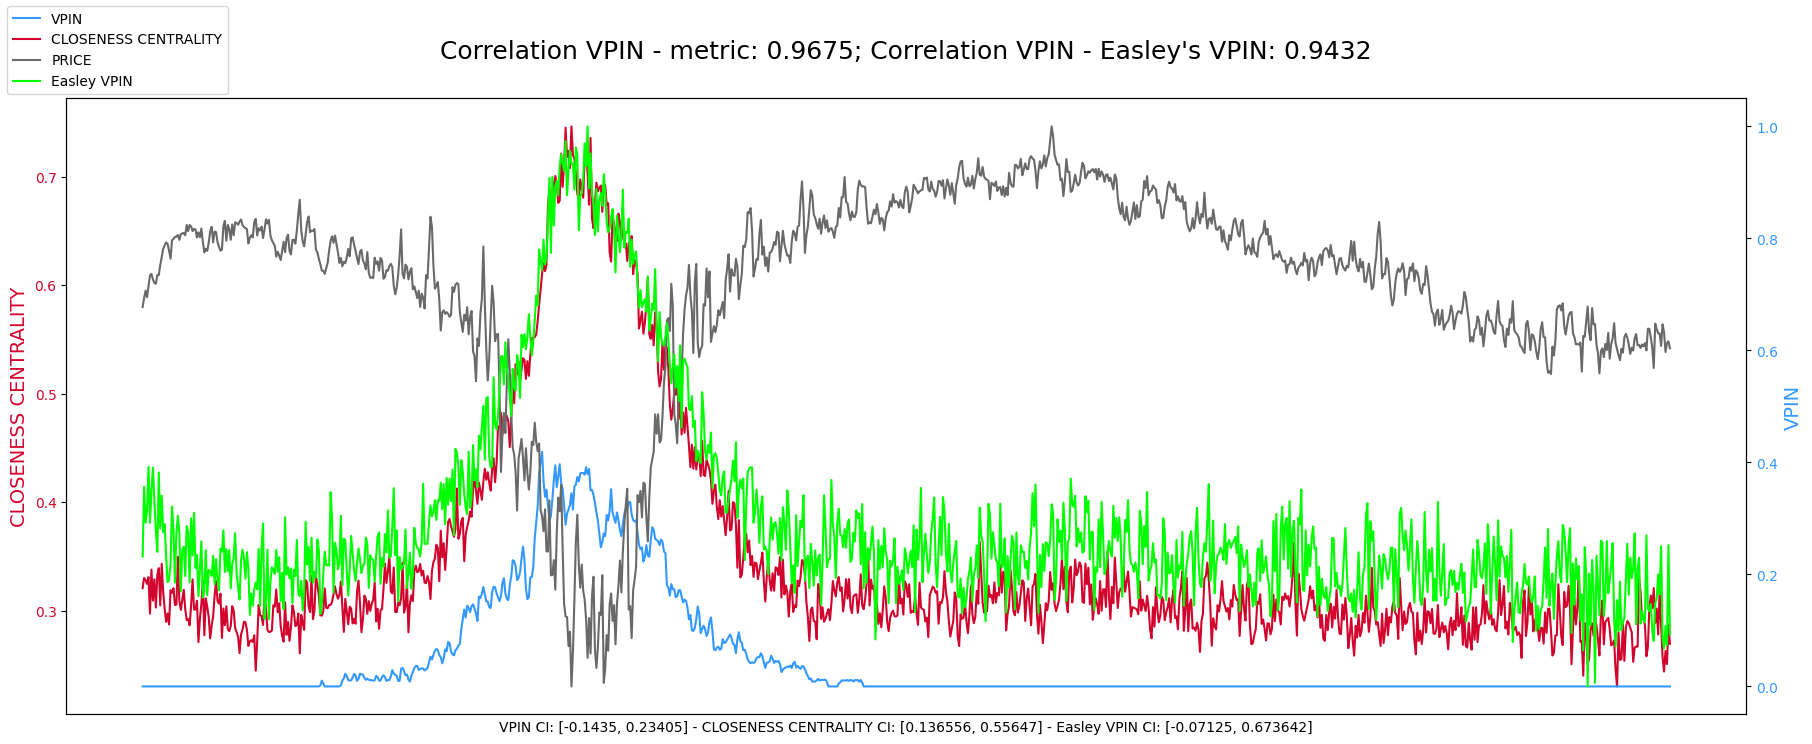 VPIN
CLOSENESS CENTRALITY
PRICE
Easley VPIN
Correlation VPIN - metric: 0.9675; Correlation VPIN - Easley's VPIN: 0.9432
CLOSENESS CENTRALITY
0.7
0.6
0.5
0.4
0.3
1.0
0.8
0.6
0.4
0.2
0.0
VPIN
VPIN CI: [-0.1435, 0.23405] - CLOSENESS CENTRALITY CI: [0.136556, 0.55647] - Easley VPIN CI: [-0.07125, 0.673642]